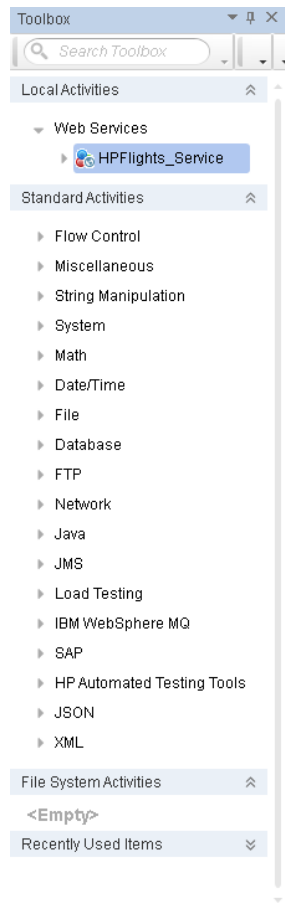 Toolbox
Search Toolbox
Local Activities
Web Services
HPFlights_Service
Standard Activities
Flow Control
Miscellaneous
String Manipulation
System
Math
Date/Time
File
Database
FTP
Network
Java
JMS
Load Testing
IBM WebSphere MQ
SAP
HP Automated Testing Tools
JSON
XML
File System Activities
<Empty>
Recently Used Items